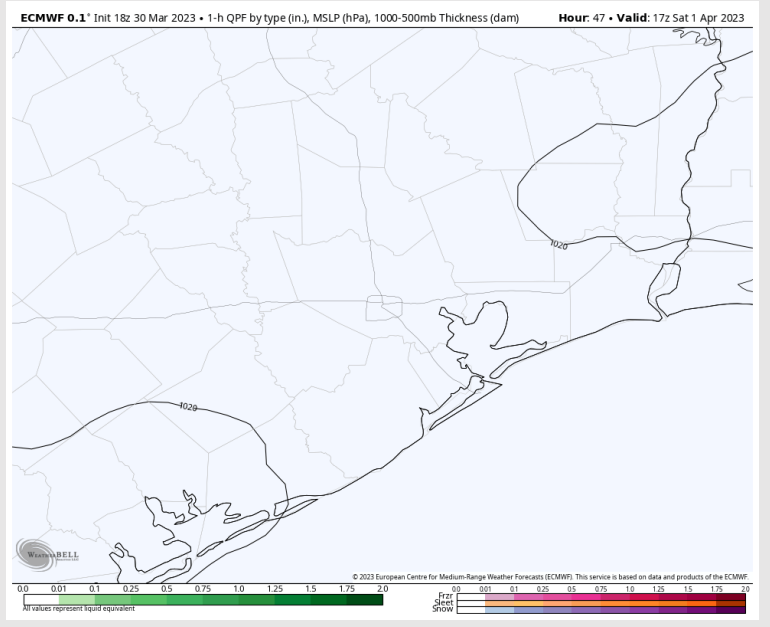 ECMWF 0.1° Init 18z 30 Mar 2023 • 1-h QPF by type (in.), MSLP (hPa), 1000-500mb Thickness (dam)
Hour: 47 • Valid: 17z Sat 1 Apr 2023
1020
1020
WEATHERBELL
© 2023 European Centre for Medium-Range Weather Forecasts (ECMWF). This service is based on data and products of the ECMWF.
0.0 0.01 0.1 0.25 0.5 0.75 1.0 1.25 1.5 1.75 2.0
All values represent liquid equivalent
0.0 0.01 0.1 0.25 0.5 0.75 1.0 1.25 1.5 1.75 2.0
Frzr
Sleet
Snow